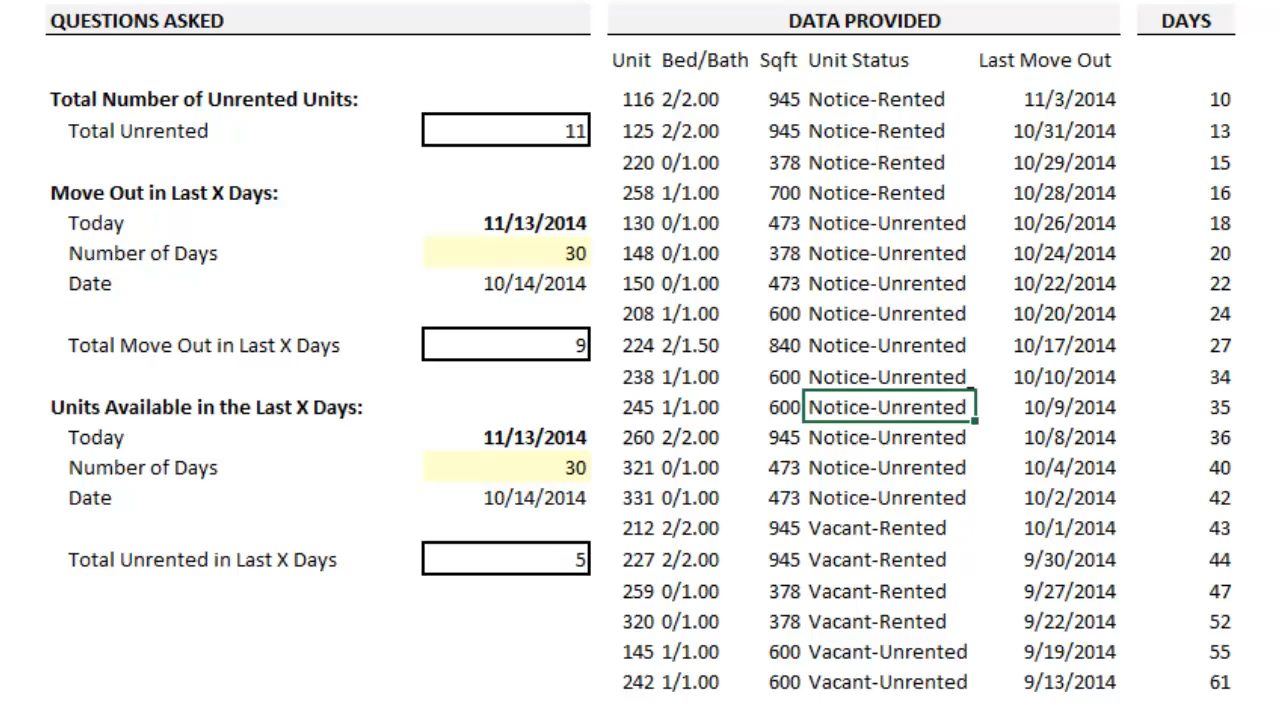 QUESTIONS ASKED DATA PROVIDED DAYS
Unit Bed/Bath Sqft Unit Status Last Move Out
Total Number of Unrented Units: 116 2/2.00 945 Notice-Rented 11/3/2014 10
Total Unrented 11 125 2/2.00 945 Notice-Rented 10/31/2014 13
220 0/1.00 378 Notice-Rented 10/29/2014 15
Move Out in Last X Days: 258 1/1.00 700 Notice-Rented 10/28/2014 16
Today 11/13/2014 130 0/1.00 473 Notice-Unrented 10/26/2014 18
Number of Days 30 148 0/1.00 378 Notice-Unrented 10/24/2014 20
Date 10/14/2014 150 0/1.00 473 Notice-Unrented 10/22/2014 22
208 1/1.00 600 Notice-Unrented 10/20/2014 24
Total Move Out in Last X Days 9 224 2/1.50 840 Notice-Unrented 10/17/2014 27
238 1/1.00 600 Notice-Unrented 10/10/2014 34
Units Available in the Last X Days: 245 1/1.00 600 Notice-Unrented 10/9/2014 35
Today 11/13/2014 260 2/2.00 945 Notice-Unrented 10/8/2014 36
Number of Days 30 321 0/1.00 473 Notice-Unrented 10/4/2014 40
Date 10/14/2014 331 0/1.00 473 Notice-Unrented 10/2/2014 42
212 2/2.00 945 Vacant-Rented 10/1/2014 43
Total Unrented in Last X Days 5 227 2/2.00 945 Vacant-Rented 9/30/2014 44
259 0/1.00 378 Vacant-Rented 9/27/2014 47
320 0/1.00 378 Vacant-Rented 9/22/2014 52
145 1/1.00 600 Vacant-Unrented 9/19/2014 55
242 1/1.00 600 Vacant-Unrented 9/13/2014 61